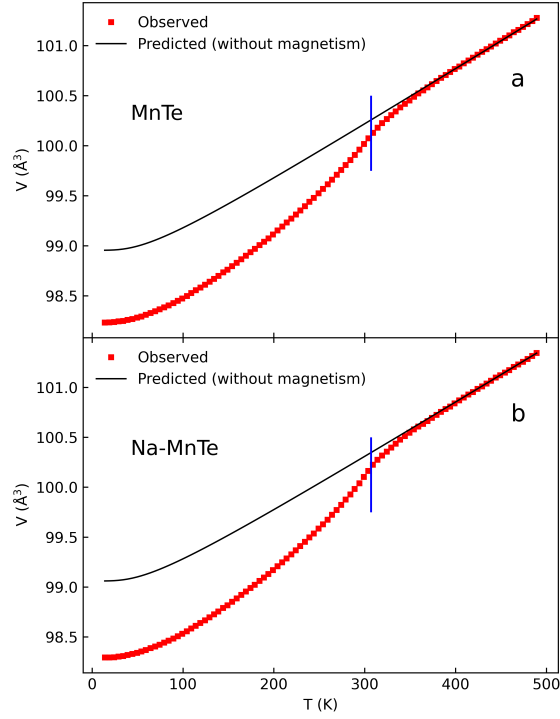 Observed
Predicted (without magnetism)
a
MnTe
101.0
100.5
100.0
99.5
99.0
98.5
V (Å³)
Observed
Predicted (without magnetism)
b
Na-MnTe
101.0
100.5
100.0
99.5
99.0
98.5
V (Å³)
0 100 200 300 400 500
T (K)